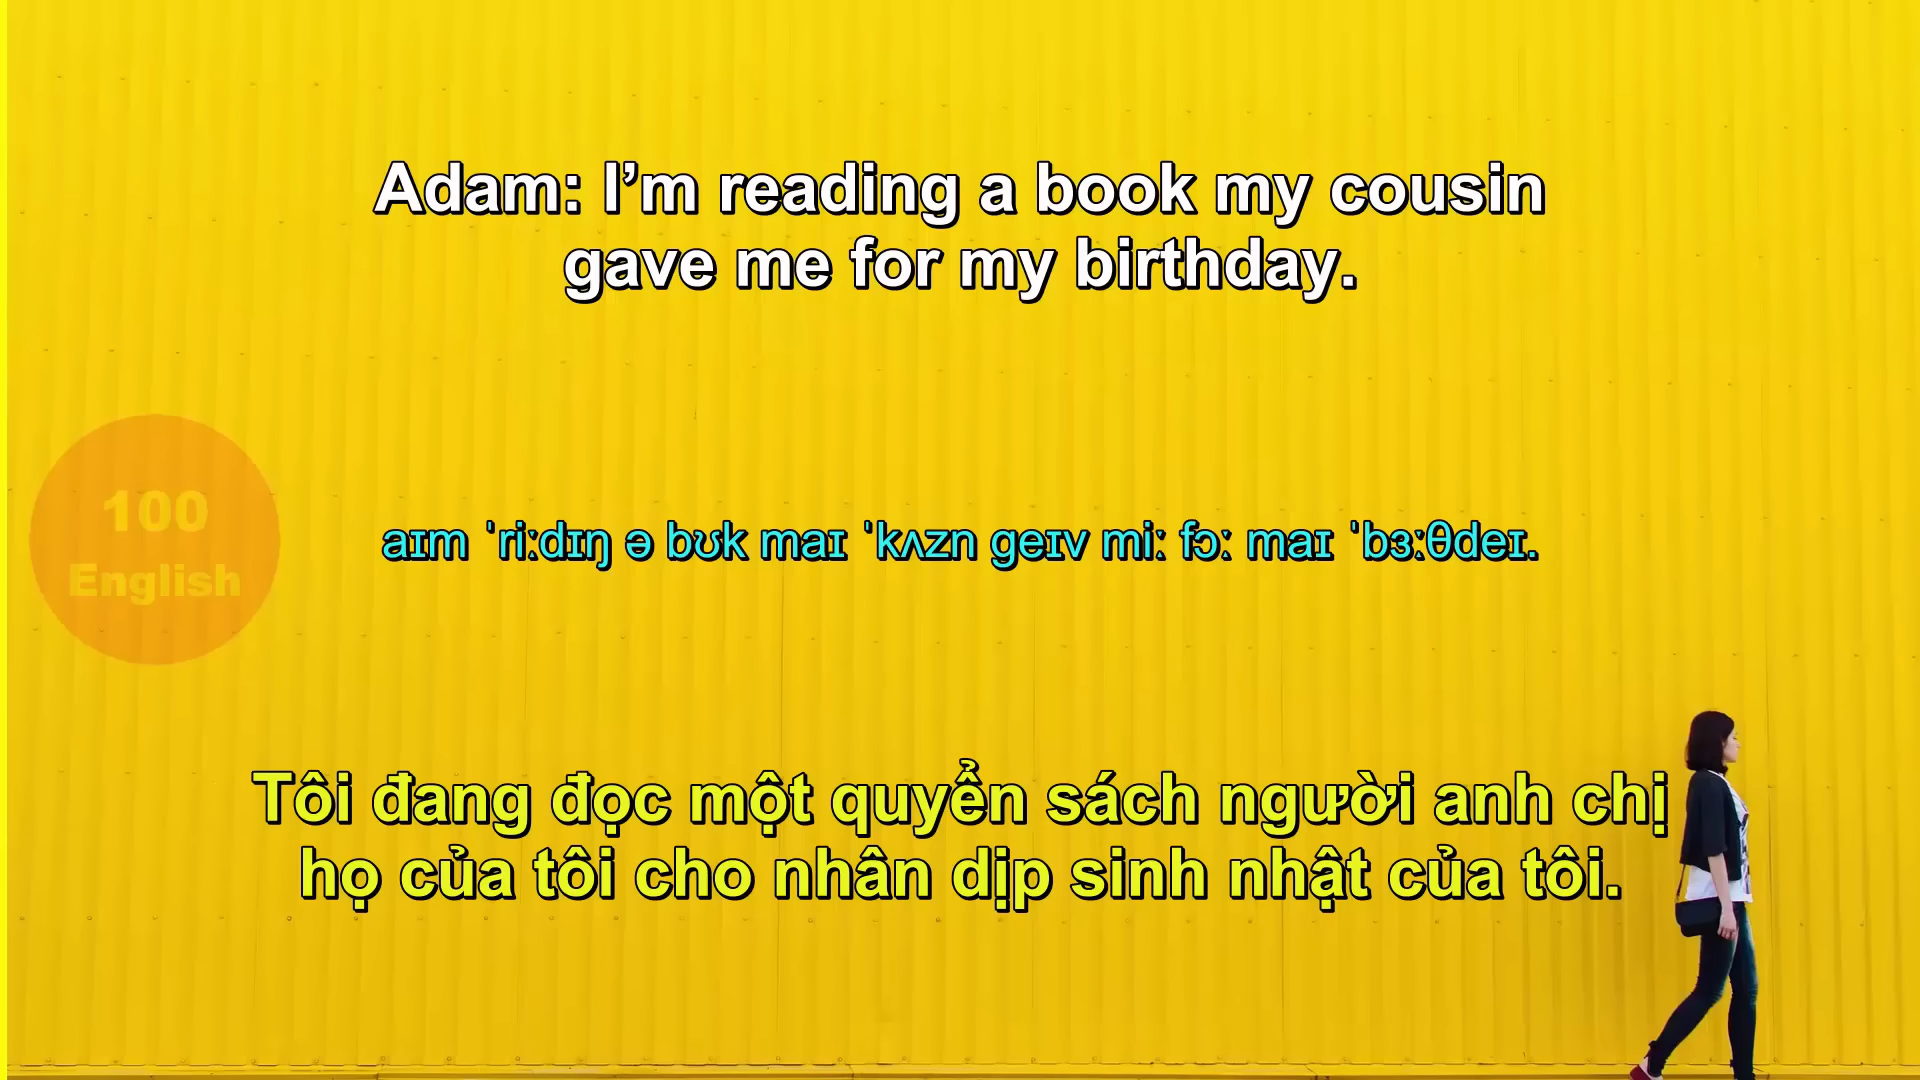 Adam: I’m reading a book my cousin
gave me for my birthday.
100
English
aɪm ˈriːdɪŋ ə bʊk maɪ ˈkʌzn geɪv miː fɔː maɪ ˈbɜːθdeɪ.
Tôi đang đọc một quyển sách người anh chị
họ của tôi cho nhân dịp sinh nhật của tôi.